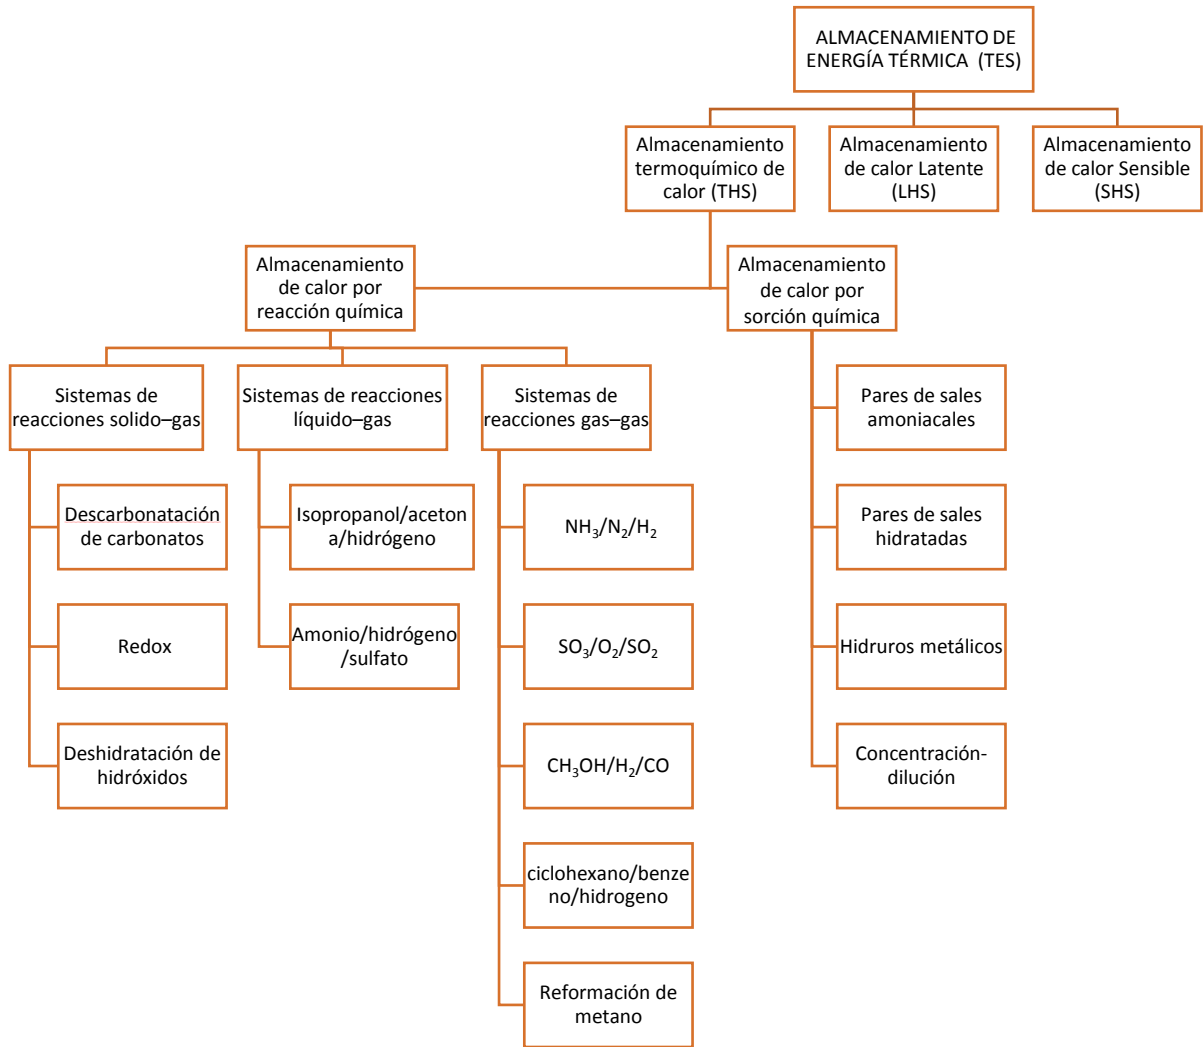 ALMACENAMIENTO DE
ENERGÍA TÉRMICA (TES)
Almacenamiento
termoquímico de
calor (THS)
Almacenamiento
de calor Latente
(LHS)
Almacenamiento
de calor Sensible
(SHS)
Almacenamiento
de calor por
reacción química
Almacenamiento
de calor por
sorción química
Sistemas de
reacciones solido–gas
Sistemas de reacciones
líquido–gas
Sistemas de
reacciones gas–gas
Pares de sales
amoniacales
Descarbonatación
de carbonatos
Isopropanol/aceton
a/hidrógeno
NH₃/N₂/H₂
Pares de sales
hidratadas
Redox
Amonio/hidrógeno
/sulfato
SO₃/O₂/SO₂
Hidruros metálicos
Deshidratación de
hidróxidos
CH₃OH/H₂/CO
Concentración-
dilución
ciclohexano/benze
no/hidrogeno
Reformación de
metano